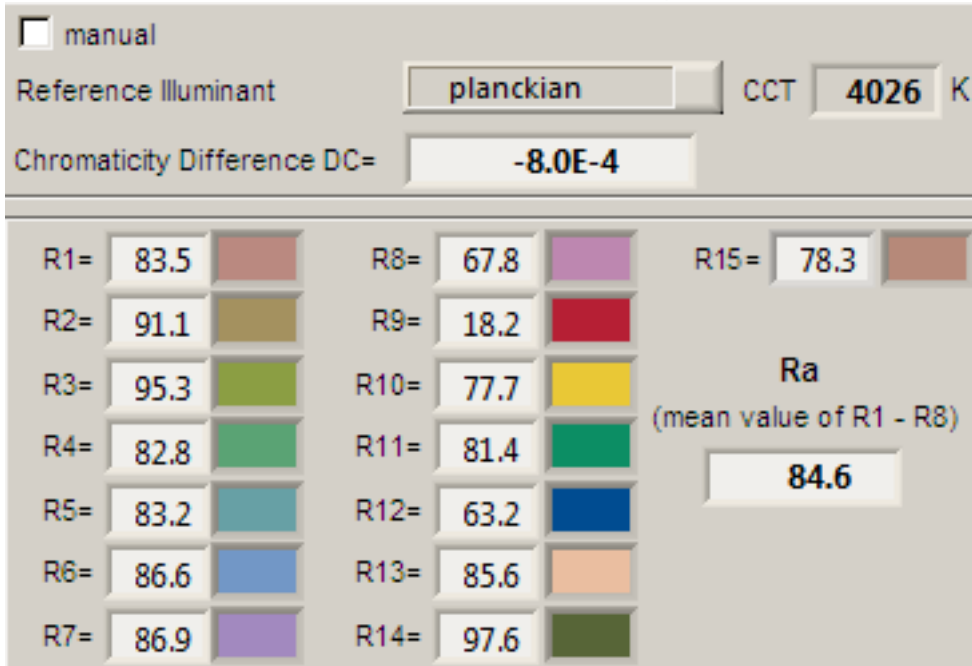 manual
Reference Illuminant planckian CCT 4026 K
Chromaticity Difference DC= -8.0E-4
R1= 83.5 R8= 67.8 R15= 78.3
R2= 91.1 R9= 18.2
R3= 95.3 R10= 77.7 Ra
(mean value of R1 - R8)
R4= 82.8 R11= 81.4
84.6
R5= 83.2 R12= 63.2
R6= 86.6 R13= 85.6
R7= 86.9 R14= 97.6